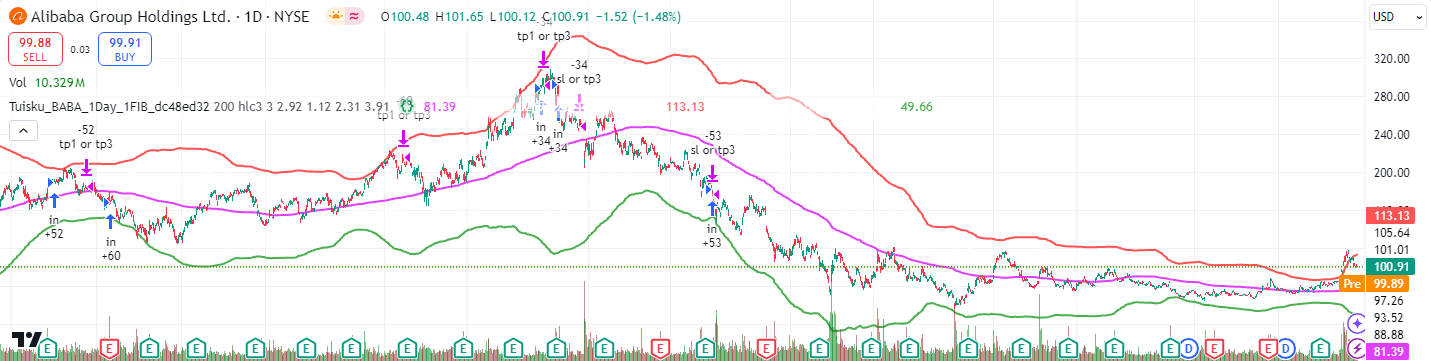 Alibaba Group Holdings Ltd. · 1D · NYSE
O100.48 H101.65 L100.12 C100.91 −1.52 (−1.48%)
USD
99.88
SELL
0.03
99.91
BUY
Vol 10.329M
Tuisku_BABA_1Day_1FIB_dc48ed32 200 hlc3 3 2.92 1.12 2.31 3.91 81.39 113.13 49.66
-34
tp1 or tp3
-34
sl or tp3
tp1 or tp3
-52
tp1 or tp3
-53
sl or tp3
in
+34
in
+34
in
+52
in
+60
in
+53
320.00
280.00
240.00
200.00
113.13
105.64
101.01
100.91
Pre 99.89
97.26
93.52
88.88
81.39
E E E E E E E E E E E E E E E E E E E E E E D E E D E